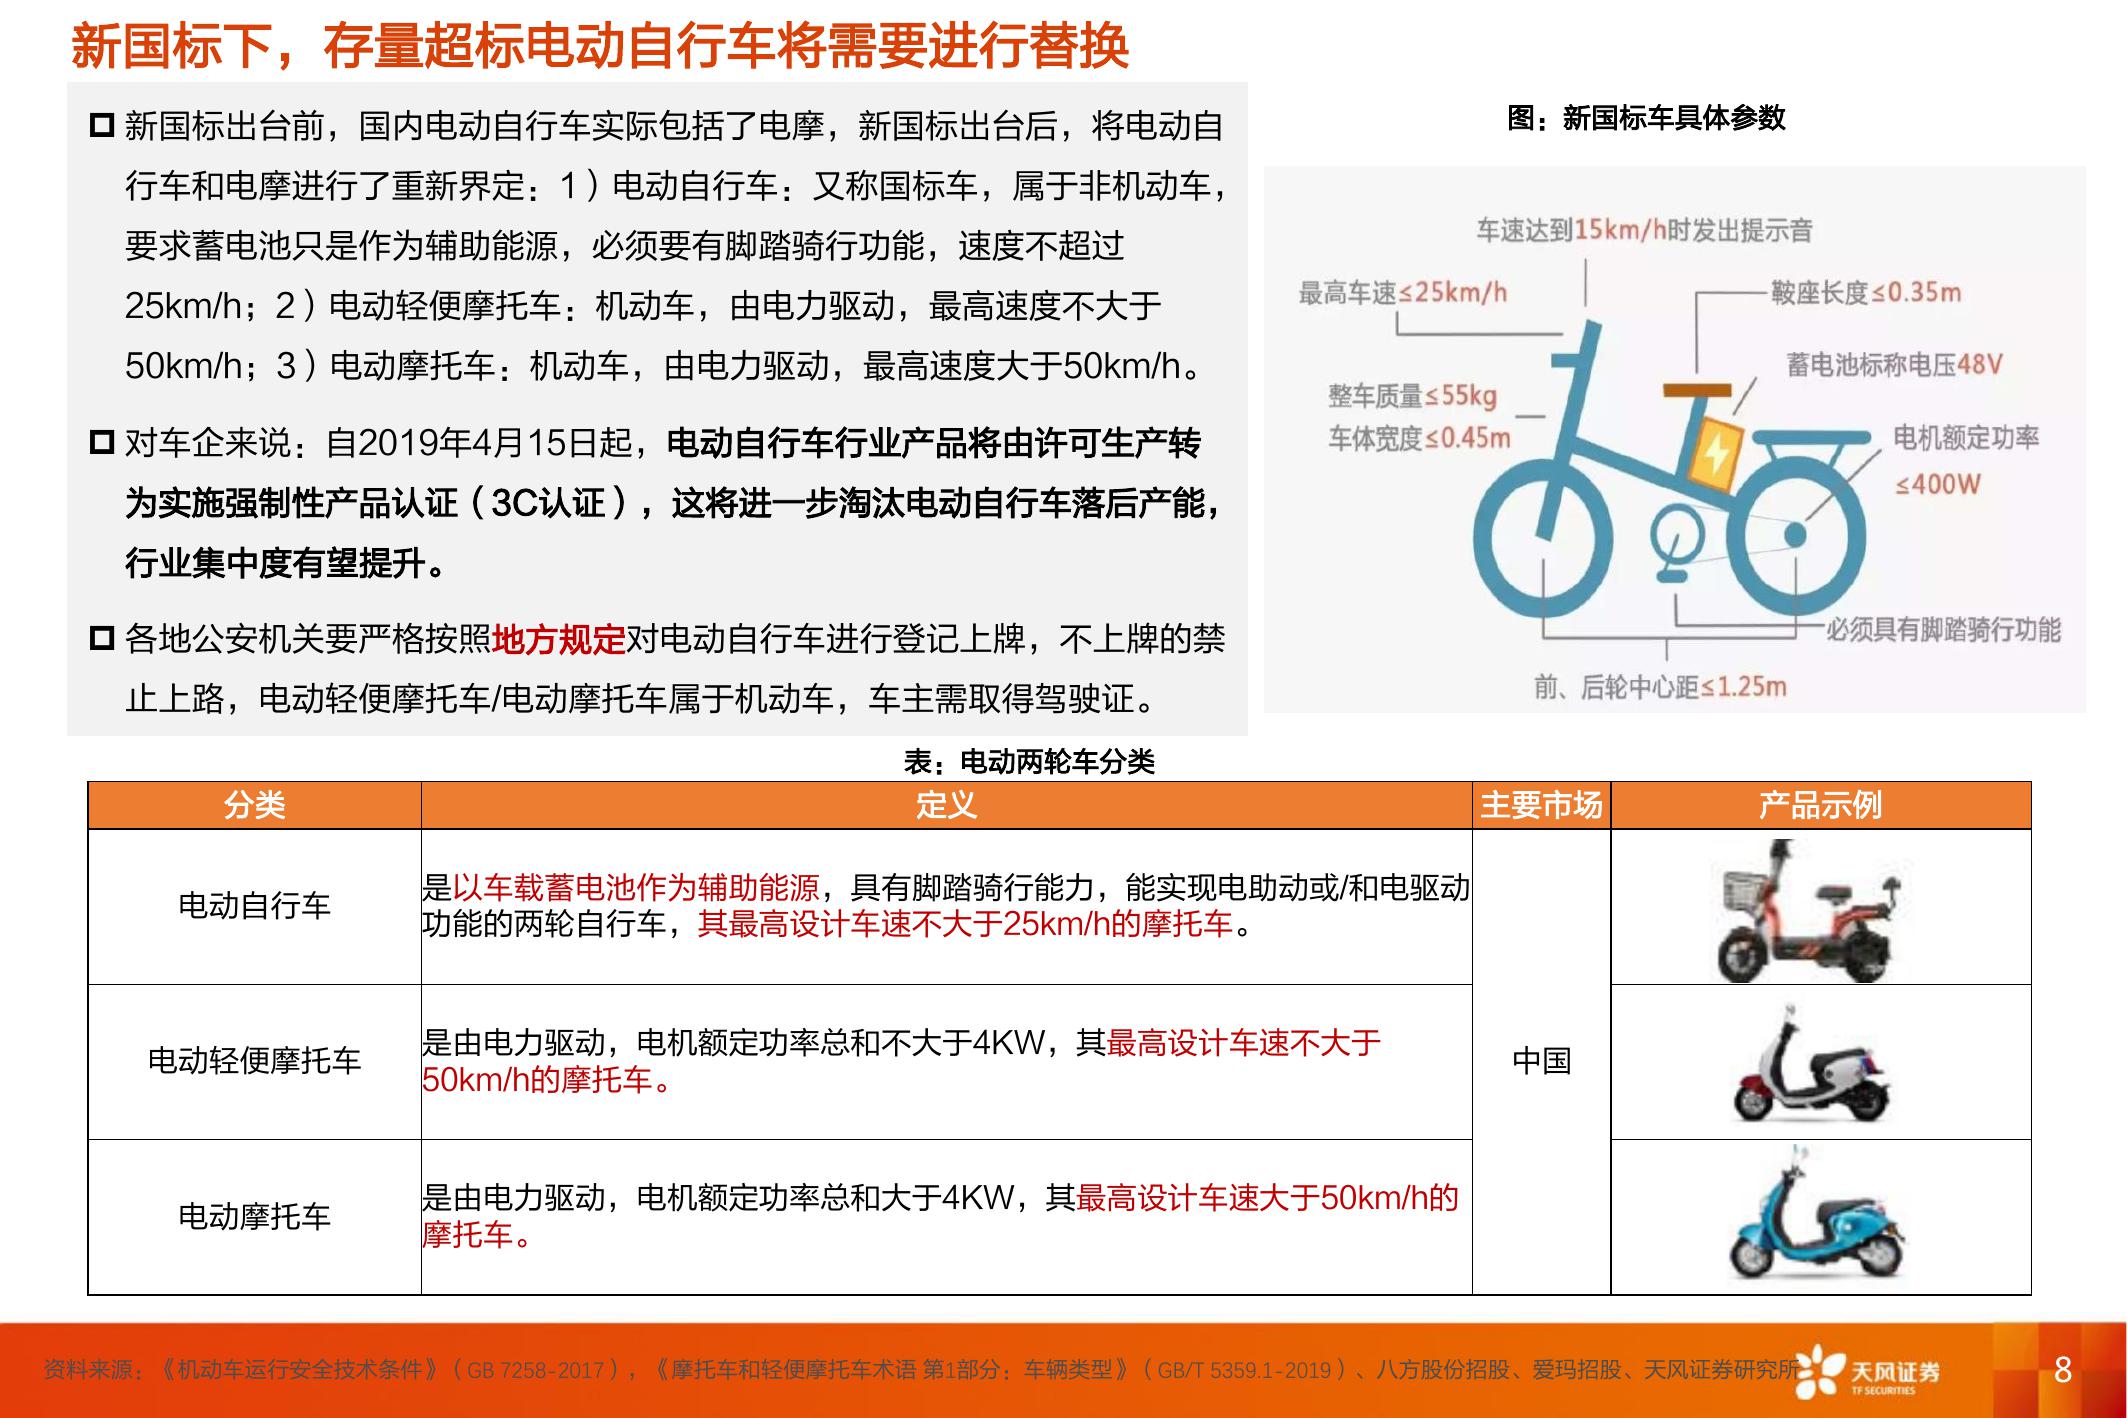 新国标下，存量超标电动自行车将需要进行替换
新国标出台前，国内电动自行车实际包括了电摩，新国标出台后，将电动自
行车和电摩进行了重新界定：1）电动自行车：又称国标车，属于非机动车，
要求蓄电池只是作为辅助能源，必须要有脚踏骑行功能，速度不超过
25km/h；2）电动轻便摩托车：机动车，由电力驱动，最高速度不大于
50km/h；3）电动摩托车：机动车，由电力驱动，最高速度大于50km/h。
对车企来说：自2019年4月15日起，电动自行车行业产品将由许可生产转
为实施强制性产品认证（3C认证），这将进一步淘汰电动自行车落后产能，
行业集中度有望提升。
各地公安机关要严格按照地方规定对电动自行车进行登记上牌，不上牌的禁
止上路，电动轻便摩托车/电动摩托车属于机动车，车主需取得驾驶证。
图：新国标车具体参数
车速达到15km/h时发出提示音
最高车速≤25km/h
鞍座长度≤0.35m
蓄电池标称电压48V
整车质量≤55kg
车体宽度≤0.45m
电机额定功率
≤400W
必须具有脚踏骑行功能
前、后轮中心距≤1.25m
表：电动两轮车分类
分类 定义 主要市场 产品示例
电动自行车
是以车载蓄电池作为辅助能源，具有脚踏骑行能力，能实现电助动或/和电驱动
功能的两轮自行车，其最高设计车速不大于25km/h的摩托车。
电动轻便摩托车
是由电力驱动，电机额定功率总和不大于4KW，其最高设计车速不大于
50km/h的摩托车。
中国
电动摩托车
是由电力驱动，电机额定功率总和大于4KW，其最高设计车速大于50km/h的
摩托车。
资料来源：《机动车运行安全技术条件》（GB 7258-2017），《摩托车和轻便摩托车术语 第1部分：车辆类型》（GB/T 5359.1-2019）、八方股份招股、爱玛招股、天风证券研究所
天风证券
TF SECURITIES
8